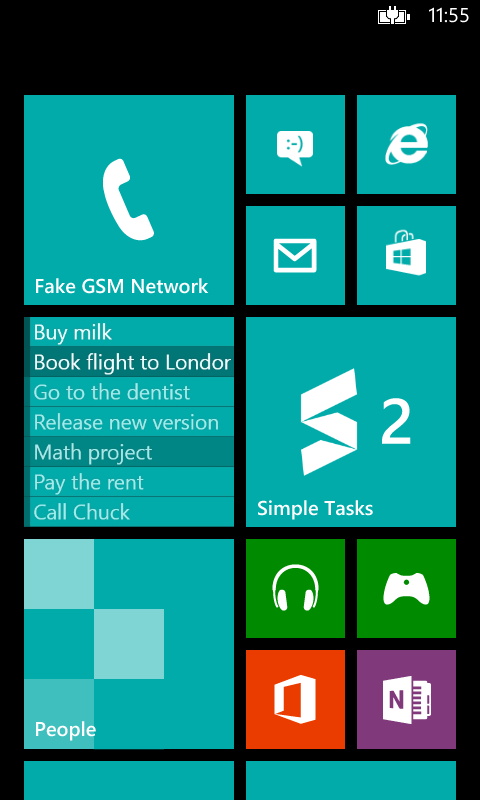 11:55
:-)
Fake GSM Network
Buy milk
Book flight to Londor
Go to the dentist
Release new version
Math project
Pay the rent
Call Chuck
2
Simple Tasks
People
N